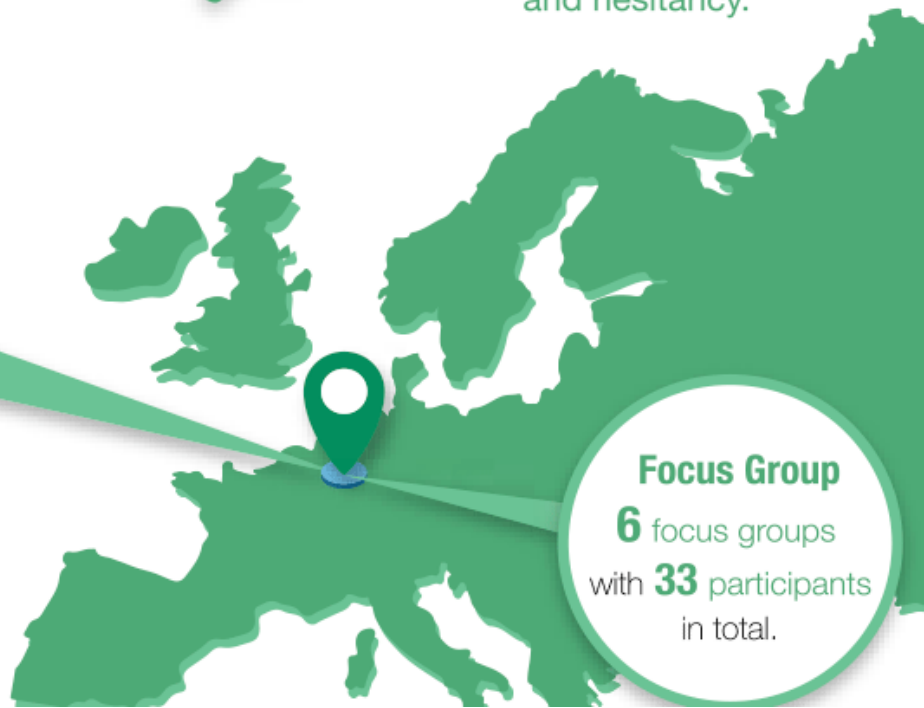 and hesitancy.
Focus Group
6 focus groups
with 33 participants
in total.